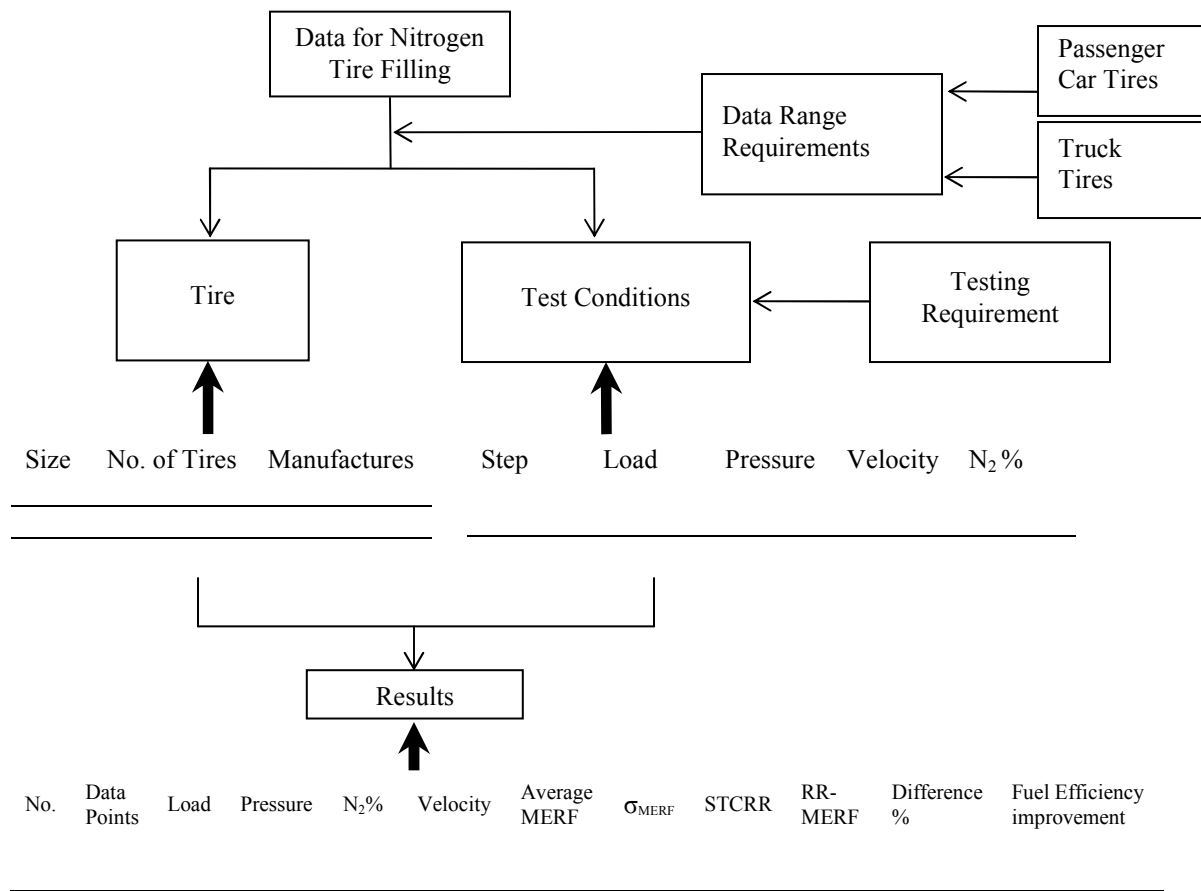 Data for Nitrogen
Tire Filling
Passenger
Car Tires
Data Range
Requirements
Truck
Tires
Tire
Test Conditions
Testing
Requirement
Size No. of Tires Manufactures
Step Load Pressure Velocity N₂ %
Results
No. Data Points Load Pressure N₂% Velocity Average MERF σMERF STCRR RR-MERF Difference % Fuel Efficiency improvement